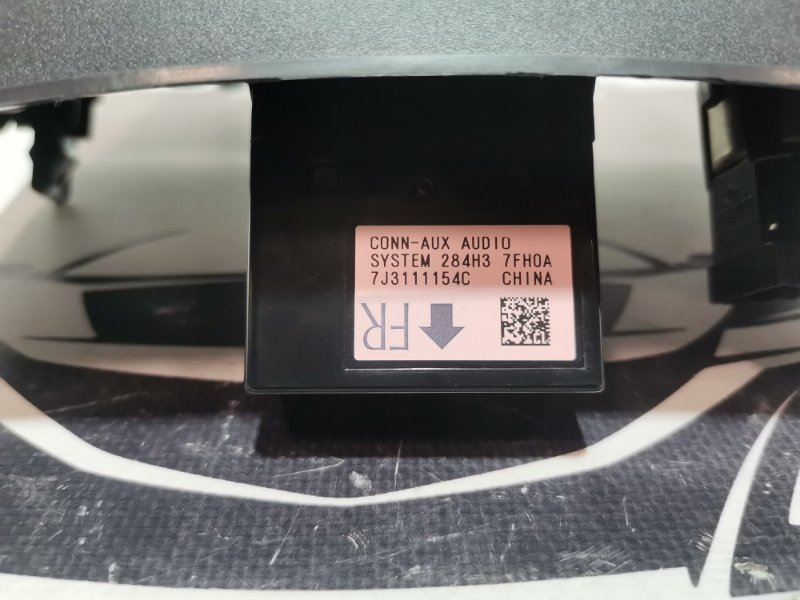 CONN-AUX AUDIO
SYSTEM 284H3 7FH0A
7J3111154C CHINA
FR